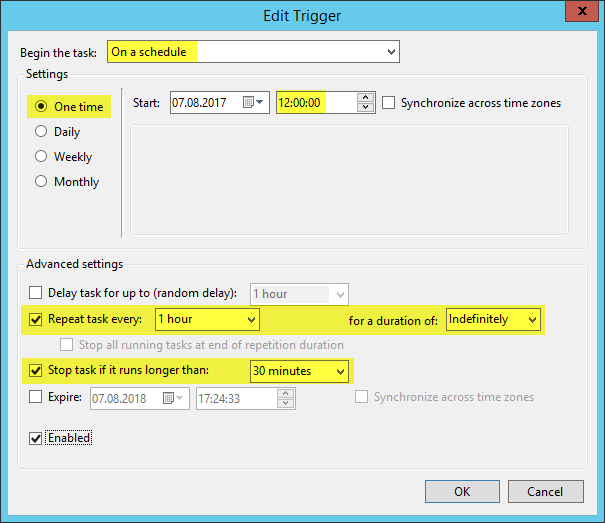 Edit Trigger
x
Begin the task: On a schedule
Settings
One time
Start: 07.08.2017 12:00:00 Synchronize across time zones
Daily
Weekly
Monthly
Advanced settings
Delay task for up to (random delay): 1 hour
Repeat task every: 1 hour for a duration of: Indefinitely
Stop all running tasks at end of repetition duration
Stop task if it runs longer than: 30 minutes
Expire: 07.08.2018 17:24:33 Synchronize across time zones
Enabled
OK Cancel